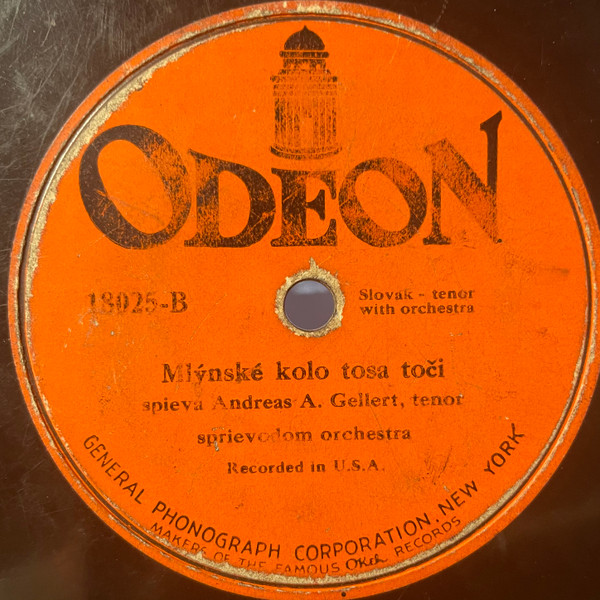 ODEON
18025-B
Slovak - tenor
with orchestra
Mlýnské kolo tosa točí
spieva Andreas A. Gellert, tenor
sprievodom orchestra
Recorded in U.S.A.
GENERAL PHONOGRAPH CORPORATION, NEW YORK
MAKERS OF THE FAMOUS OKeh RECORDS